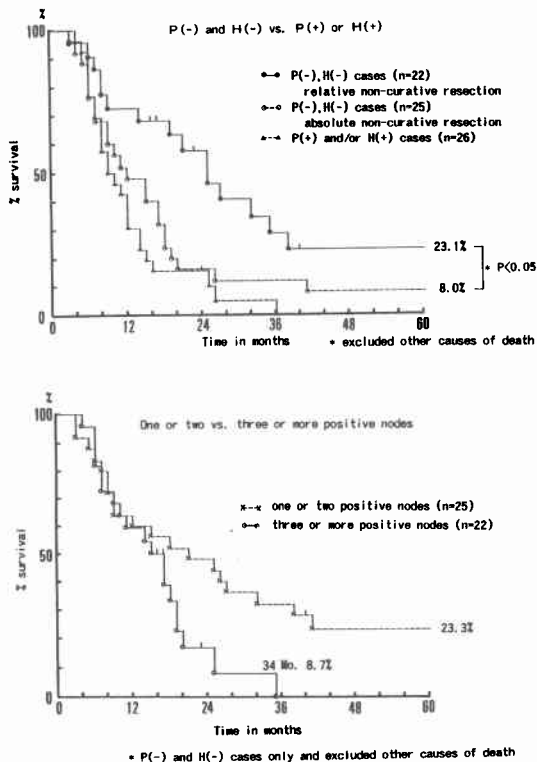 %
P(-) and H(-) vs. P(+) or H(+)
100
P(-),H(-) cases (n=22)
relative non-curative resection
P(-),H(-) cases (n=25)
absolute non-curative resection
P(+) and/or H(+) cases (n=26)
% survival
50
23.1%
* P<0.05
8.0%
0
0 12 24 36 48 60
Time in months
* excluded other causes of death
%
One or two vs. three or more positive nodes
100
one or two positive nodes (n=25)
three or more positive nodes (n=22)
% survival
50
23.3%
34 Mo. 8.7%
0
0 12 24 36 48 60
Time in months
* P(-) and H(-) cases only and excluded other causes of death